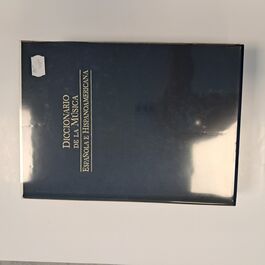 DICCIONARIO
DE LA MÚSICA
ESPAÑOLA E HISPANOAMERICANA